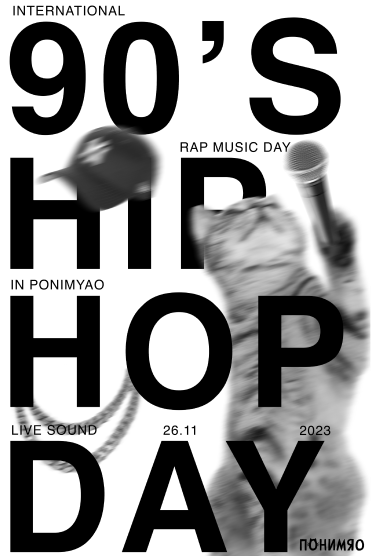 INTERNATIONAL
90’S
RAP MUSIC DAY
HIP
IN PONIMYAO
HOP
LIVE SOUND 26.11 2023
DAY
ПОНИМЯО